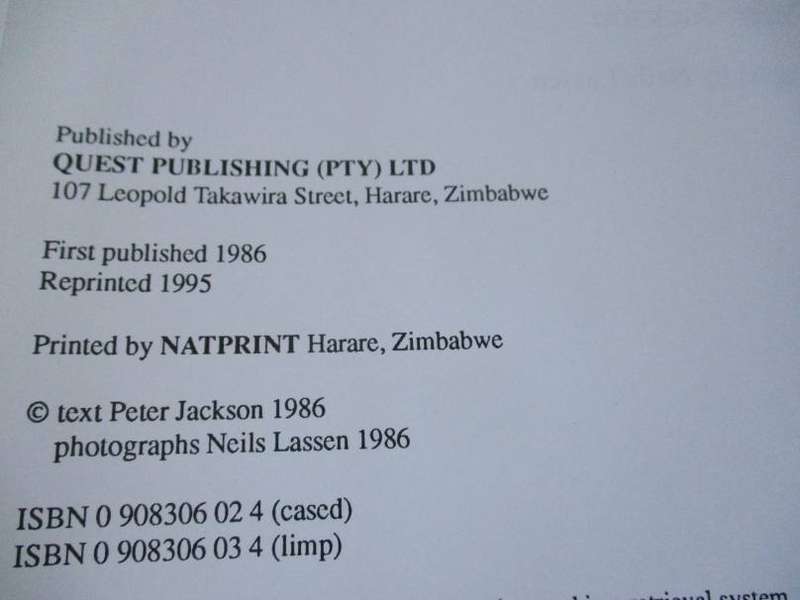 Published by
QUEST PUBLISHING (PTY) LTD
107 Leopold Takawira Street, Harare, Zimbabwe
First published 1986
Reprinted 1995
Printed by NATPRINT Harare, Zimbabwe
© text Peter Jackson 1986
photographs Neils Lassen 1986
ISBN 0 908306 02 4 (cased)
ISBN 0 908306 03 4 (limp)
retrieval system